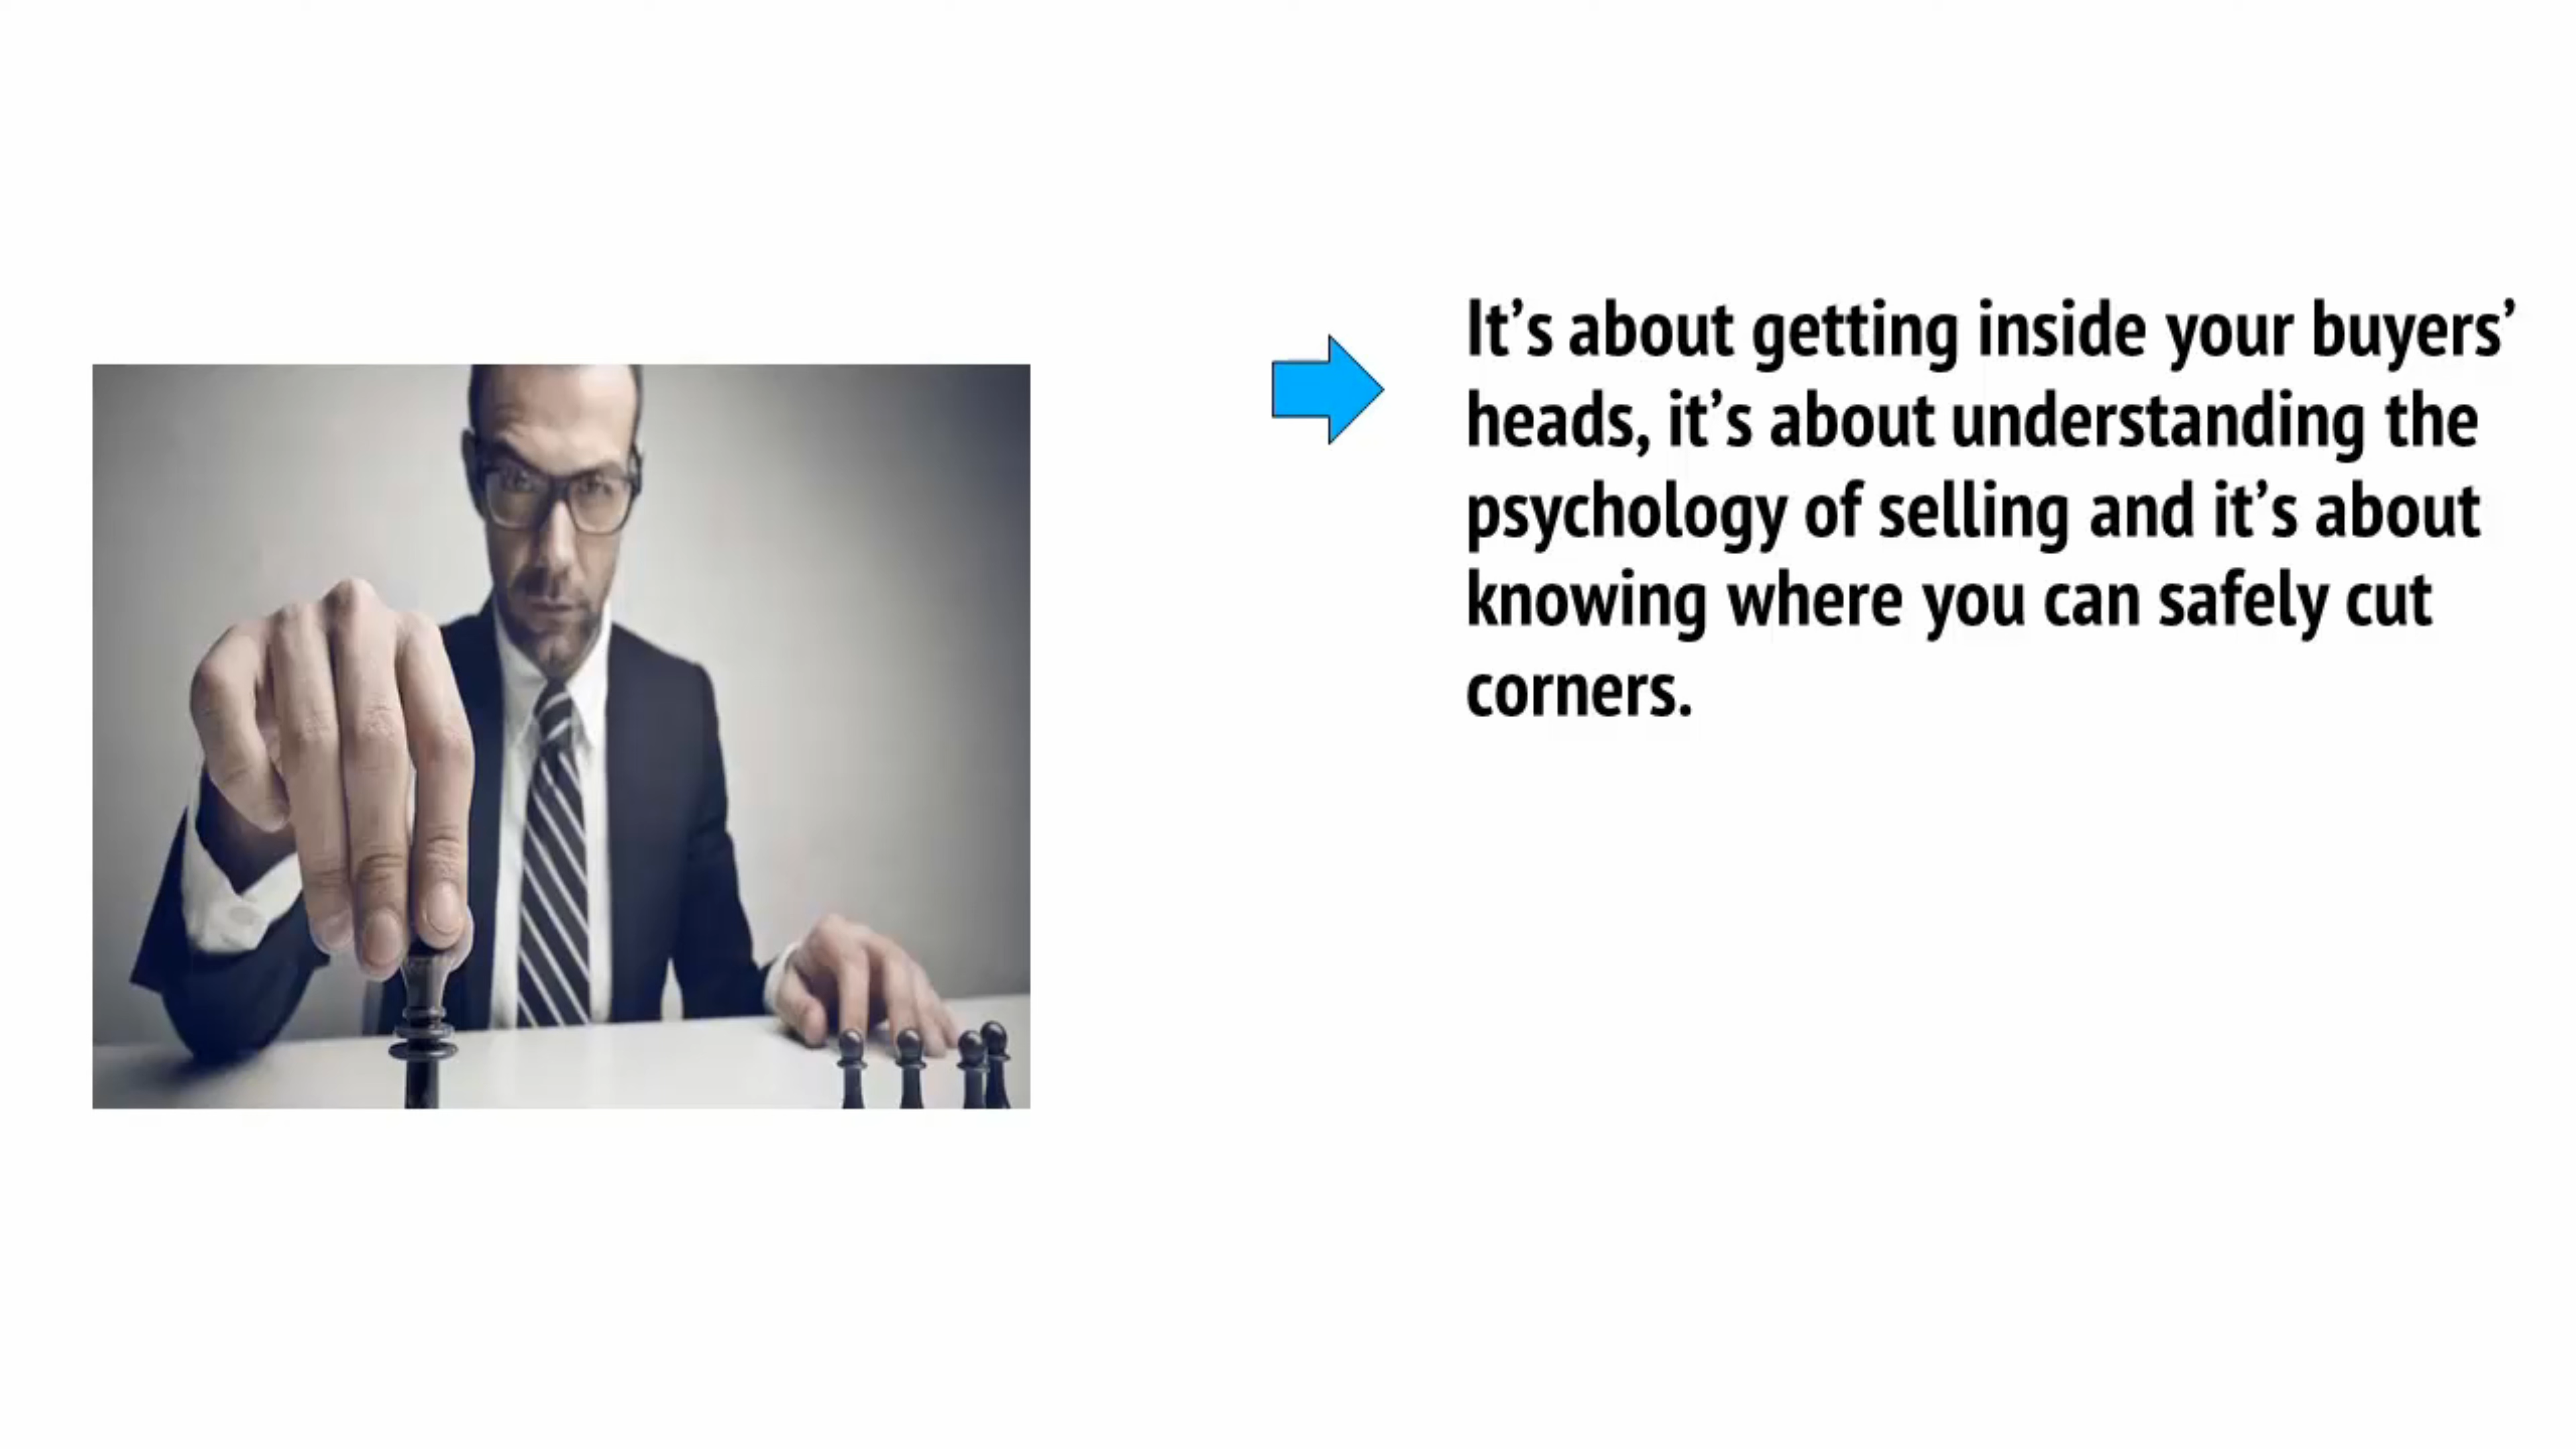 It’s about getting inside your buyers’
heads, it’s about understanding the
psychology of selling and it’s about
knowing where you can safely cut
corners.